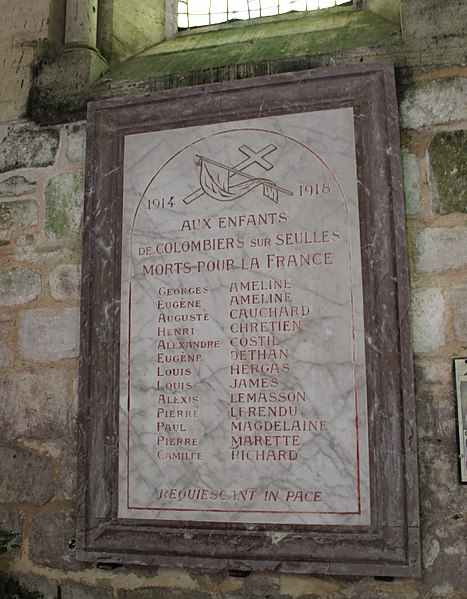 1914 1918
AUX ENFANTS
DE COLOMBIERS SUR SEULLES
MORTS POUR LA FRANCE
GEORGES AMELINE
EUGÈNE AMELINE
AUGUSTE CAUCHARD
HENRI CHRETIEN
ALEXANDRE COSTIL
EUGÈNE DETHAN
LOUIS HERGAS
LOUIS JAMES
ALEXIS LEMASSON
PIERRE LERENDU
PAUL MAGDELAINE
PIERRE MARETTE
CAMILLE RICHARD
REQUIESCANT IN PACE